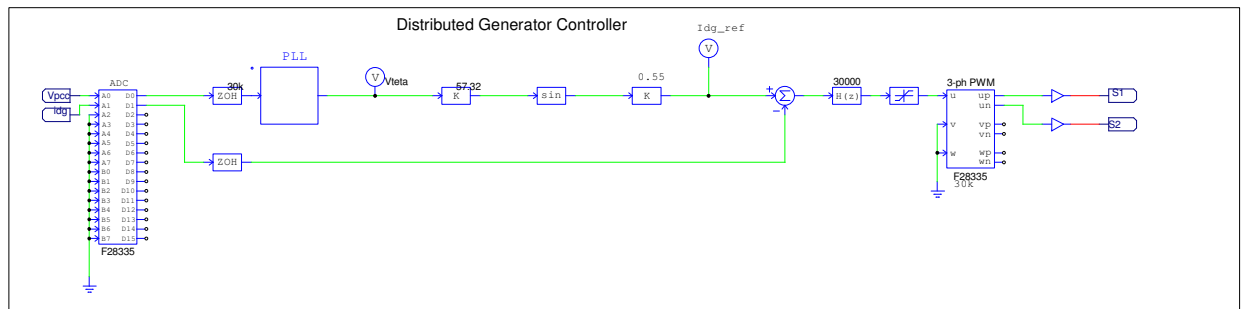 Distributed Generator Controller
Idg_ref
PLL
ADC
30k
Vteta
57.32
0.55
30000
3-ph PWM
Vpcc
idg
A0 D0
A1 D1
A2 D2
A3 D3
A4 D4
A5 D5
A6 D6
A7 D7
B0 D8
B1 D9
B2 D10
B3 D11
B4 D12
B5 D13
B6 D14
B7 D15
F28335
ZOH
ZOH
V
K
sin
K
V
H(z)
u up
un
v vp
vn
w wp
wn
F28335
30k
S1
S2